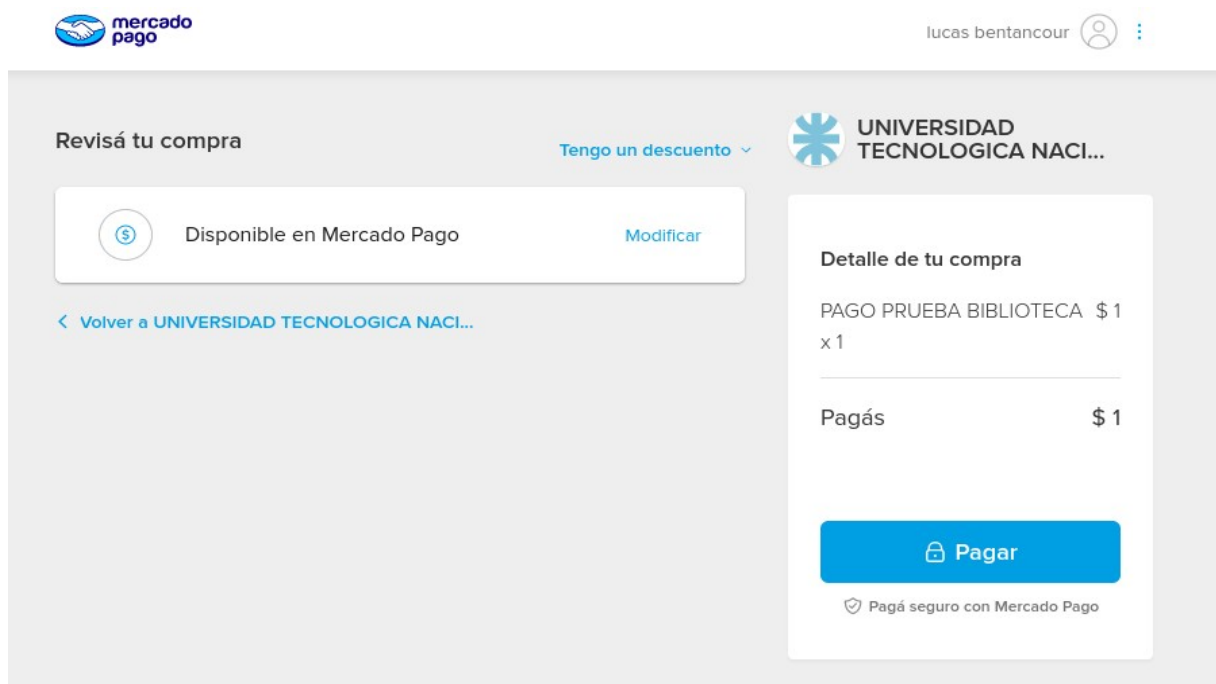 mercado
pago
lucas bentancour
Revisá tu compra
Tengo un descuento
Disponible en Mercado Pago
Modificar
Volver a UNIVERSIDAD TECNOLOGICA NACI...
UNIVERSIDAD
TECNOLOGICA NACI...
Detalle de tu compra
PAGO PRUEBA BIBLIOTECA $ 1
x 1
Pagás $ 1
Pagar
Pagá seguro con Mercado Pago